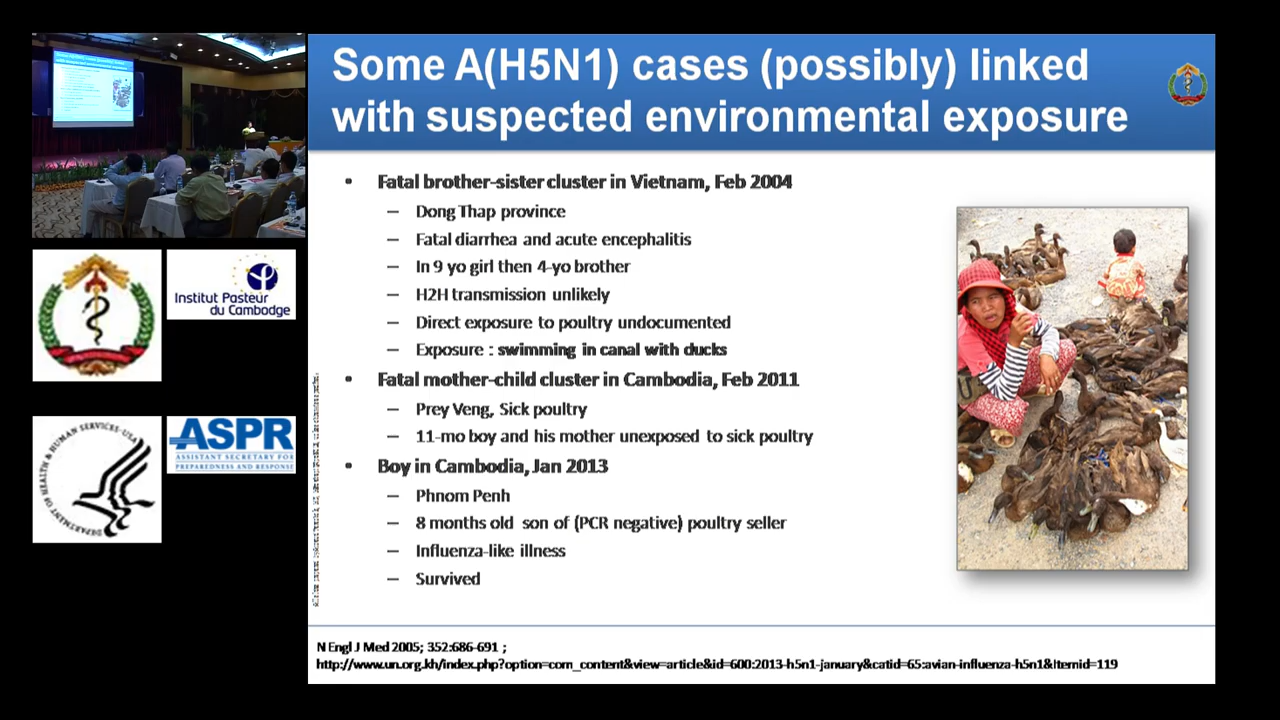 Some A(H5N1) cases (possibly) linked
with suspected environmental exposure
• Fatal brother-sister cluster in Vietnam, Feb 2004
– Dong Thap province
– Fatal diarrhea and acute encephalitis
– In 9 yo girl then 4-yo brother
– H2H transmission unlikely
– Direct exposure to poultry undocumented
– Exposure : swimming in canal with ducks
• Fatal mother-child cluster in Cambodia, Feb 2011
– Prey Veng, Sick poultry
– 11-mo boy and his mother unexposed to sick poultry
• Boy in Cambodia, Jan 2013
– Phnom Penh
– 8 months old son of (PCR negative) poultry seller
– Influenza-like illness
– Survived
N Engl J Med 2005; 352:686-691 ;
http://www.un.org.kh/index.php?option=com_content&view=article&id=600:2013-h5n1-january&catid=65:avian-influenza-h5n1&Itemid=119
Institut Pasteur
du Cambodge
DEPARTMENT OF HEALTH & HUMAN SERVICES·USA
ASPR
ASSISTANT SECRETARY FOR
PREPAREDNESS AND RESPONSE